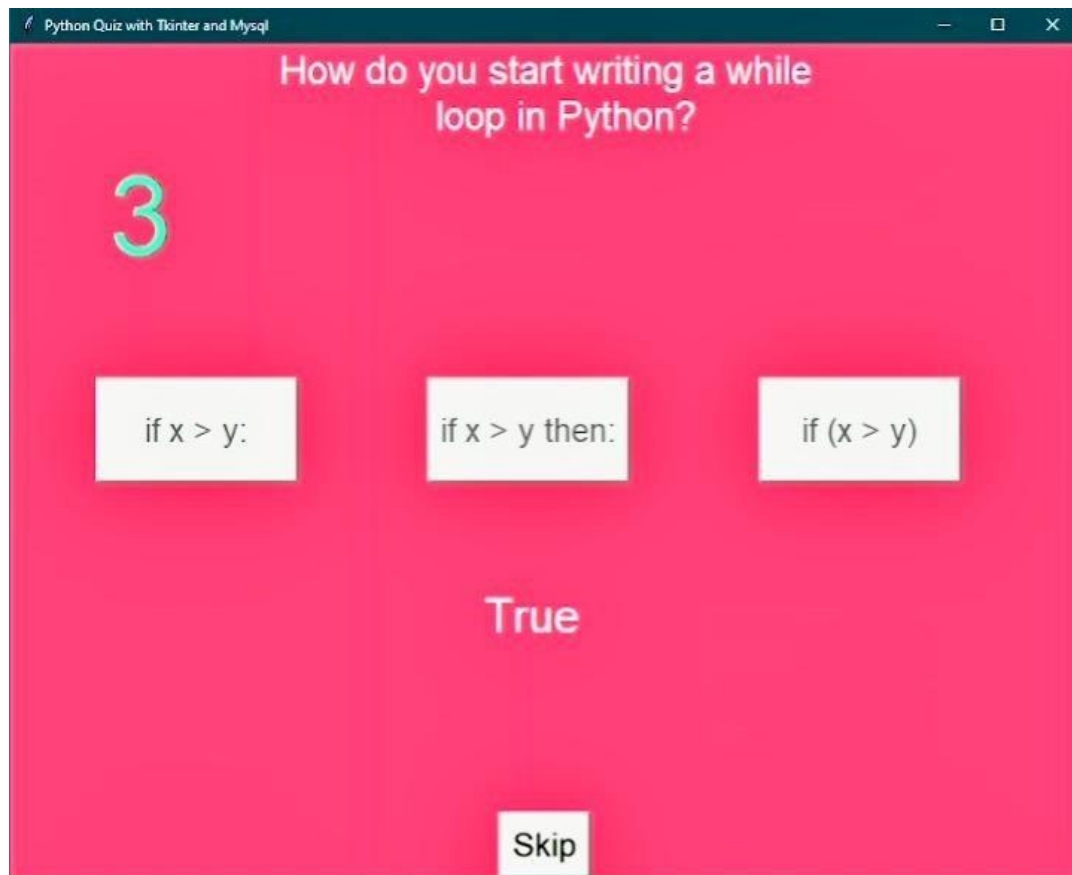 Python Quiz with Tkinter and Mysql
How do you start writing a while
loop in Python?
3
if x > y:
if x > y then:
if (x > y)
True
Skip